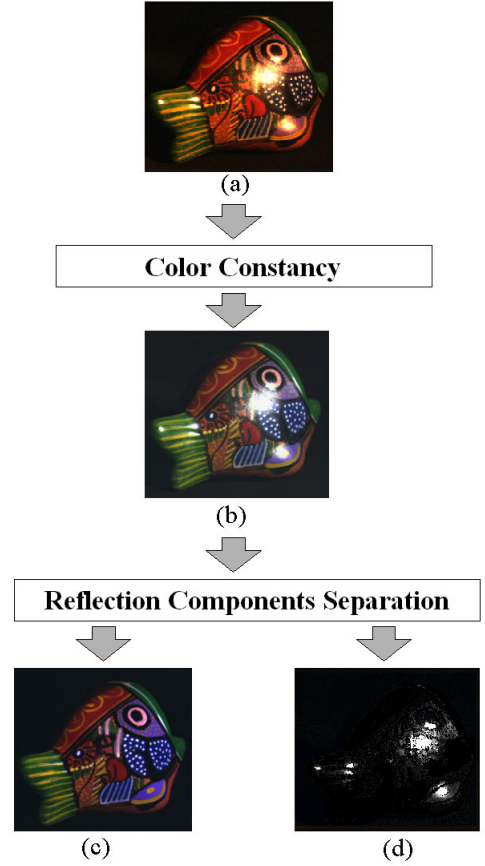 (a)
Color Constancy
(b)
Reflection Components Separation
(c)
(d)